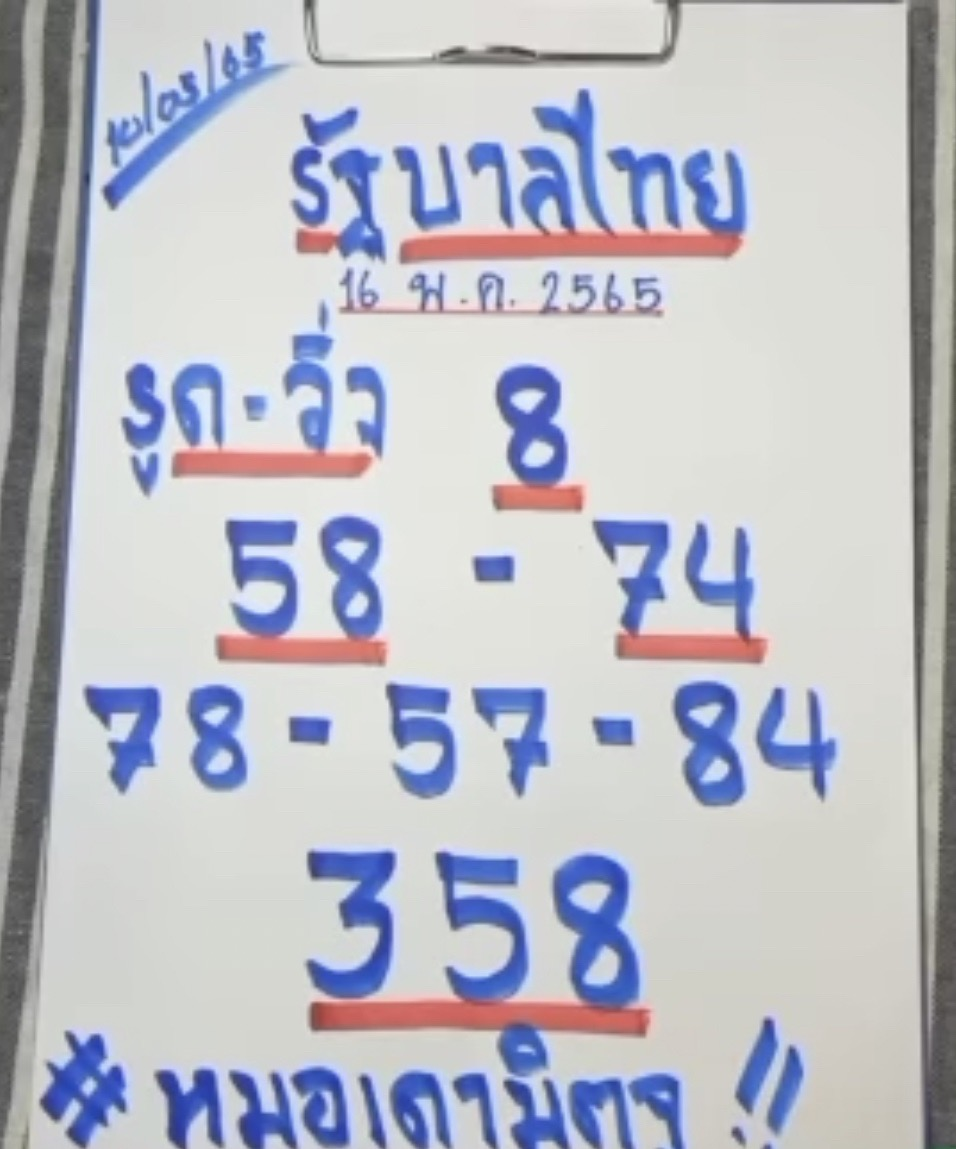 10/05/65
รัฐบาลไทย
16 พ.ค. 2565
รูด-วิ่ง 8
58 - 74
78 - 57 - 84
358
#หมอเดามิตร !!